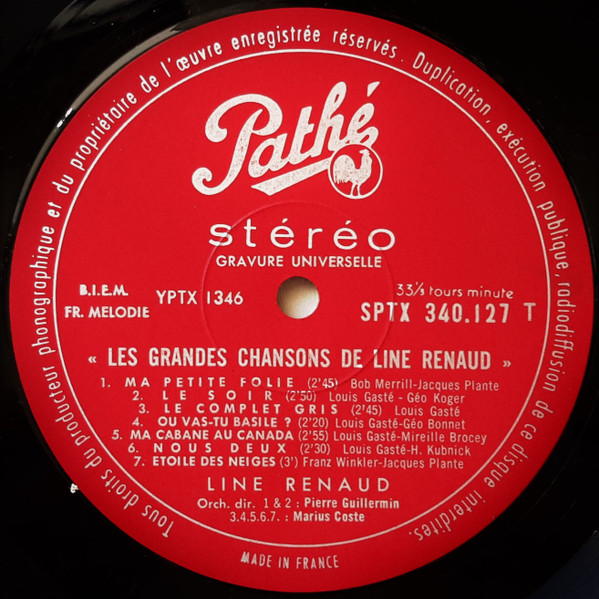 Tous droits du producteur phonographique et du propriétaire de l'œuvre enregistrée réservés. Duplication, exécution publique, radiodiffusion de ce disque interdites.
Pathé
stéréo
GRAVURE UNIVERSELLE
B.I.E.M.
FR. MELODIE
YPTX 1346
33⅓ tours minute
SPTX 340.127 T
« LES GRANDES CHANSONS DE LINE RENAUD »
1. MA PETITE FOLIE (2'45) Bob Merrill-Jacques Plante
2. LE SOIR (2'50) Louis Gasté - Géo Koger
3. LE COMPLET GRIS (2'45) Louis Gasté
4. OU VAS-TU BASILE ? (2'20) Louis Gasté-Géo Bonnet
5. MA CABANE AU CANADA (2'55) Louis Gasté-Mireille Brocey
6. NOUS DEUX (2'30) Louis Gasté-H. Kubnick
7. ETOILE DES NEIGES (3') Franz Winkler-Jacques Plante
LINE RENAUD
Orch. dir. 1 & 2 : Pierre Guillermin
3.4.5.6.7. : Marius Coste
MADE IN FRANCE